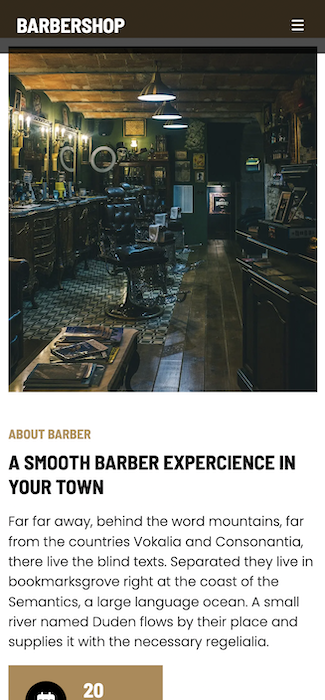 BARBERSHOP
ABOUT BARBER
A SMOOTH BARBER EXPERCIENCE IN
YOUR TOWN
Far far away, behind the word mountains, far
from the countries Vokalia and Consonantia,
there live the blind texts. Separated they live in
bookmarksgrove right at the coast of the
Semantics, a large language ocean. A small
river named Duden flows by their place and
supplies it with the necessary regelialia.
20